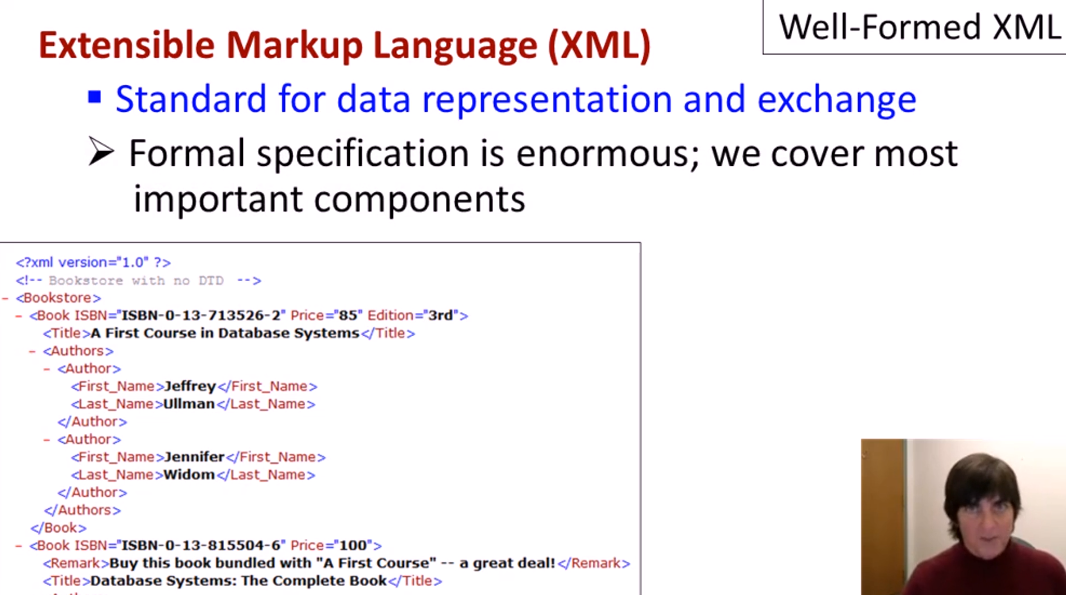 Well-Formed XML
Extensible Markup Language (XML)
▪ Standard for data representation and exchange
➢ Formal specification is enormous; we cover most
important components
<?xml version="1.0" ?>
<!-- Bookstore with no DTD -->
- <Bookstore>
- <Book ISBN="ISBN-0-13-713526-2" Price="85" Edition="3rd">
<Title>A First Course in Database Systems</Title>
- <Authors>
- <Author>
<First_Name>Jeffrey</First_Name>
<Last_Name>Ullman</Last_Name>
</Author>
- <Author>
<First_Name>Jennifer</First_Name>
<Last_Name>Widom</Last_Name>
</Author>
</Authors>
</Book>
- <Book ISBN="ISBN-0-13-815504-6" Price="100">
<Remark>Buy this book bundled with "A First Course" -- a great deal!</Remark>
<Title>Database Systems: The Complete Book</Title>